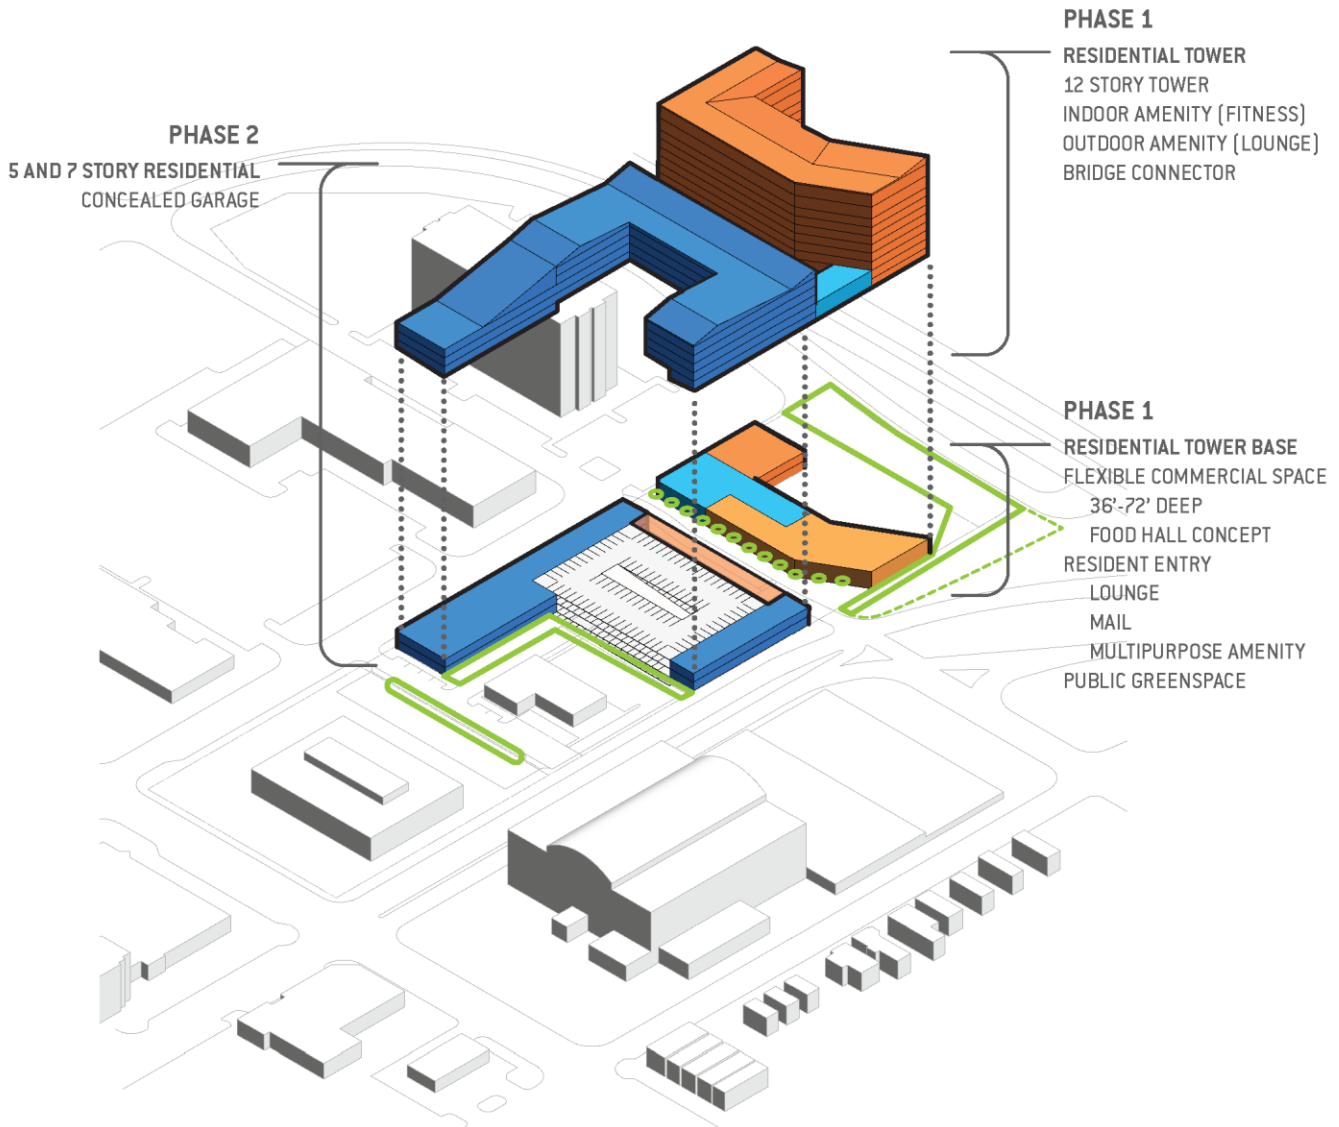 PHASE 1
RESIDENTIAL TOWER
12 STORY TOWER
INDOOR AMENITY (FITNESS)
OUTDOOR AMENITY (LOUNGE)
BRIDGE CONNECTOR
PHASE 2
5 AND 7 STORY RESIDENTIAL
CONCEALED GARAGE
PHASE 1
RESIDENTIAL TOWER BASE
FLEXIBLE COMMERCIAL SPACE
36'-72' DEEP
FOOD HALL CONCEPT
RESIDENT ENTRY
LOUNGE
MAIL
MULTIPURPOSE AMENITY
PUBLIC GREENSPACE